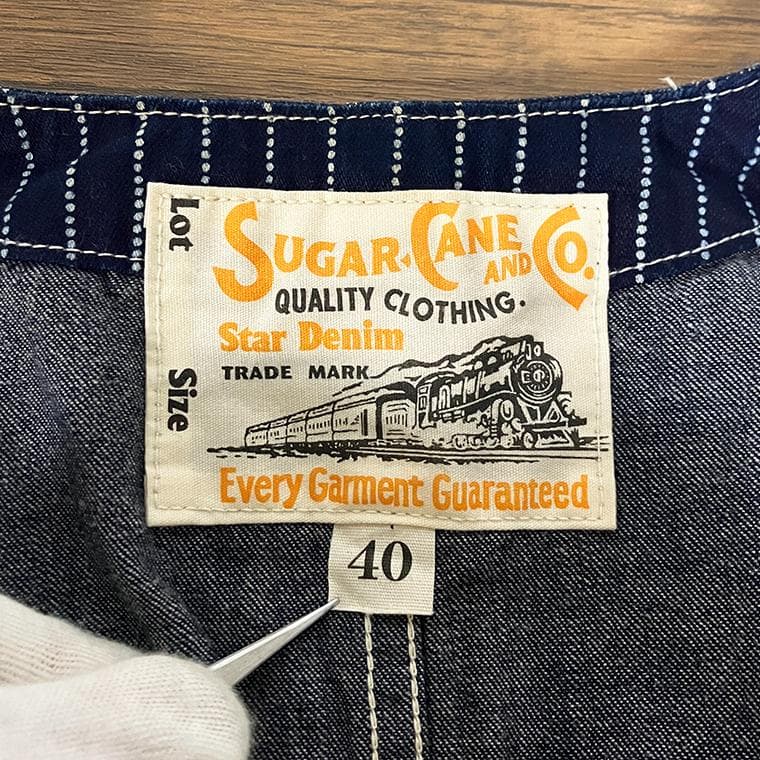 Lot
Size
SUGAR CANE AND CO.
QUALITY CLOTHING.
Star Denim
TRADE MARK
Every Garment Guaranteed
40